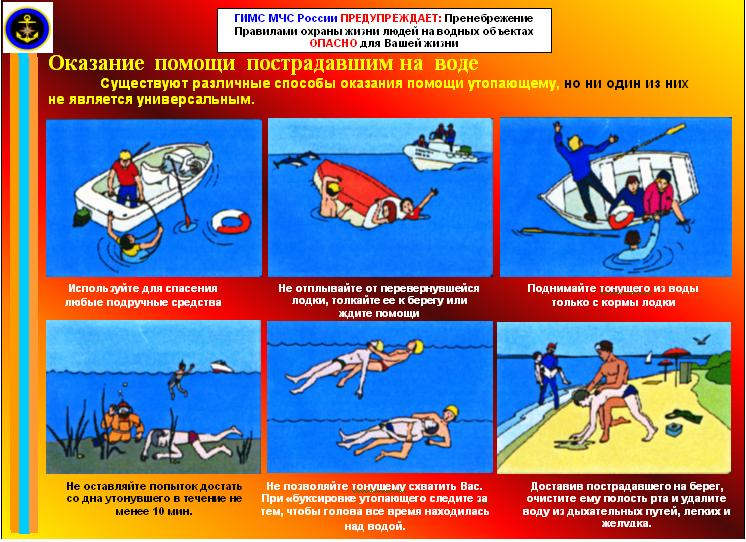 ГИМС МЧС России ПРЕДУПРЕЖДАЕТ: Пренебрежение
Правилами охраны жизни людей на водных объектах
ОПАСНО для Вашей жизни
Оказание помощи пострадавшим на воде
Существуют различные способы оказания помощи утопающему, но ни один из них
не является универсальным.
Используйте для спасения
любые подручные средства
Не отплывайте от перевернувшейся
лодки, толкайте ее к берегу или
ждите помощи
Поднимайте тонущего из воды
только с кормы лодки
Не оставляйте попыток достать
со дна утонувшего в течение не
менее 10 мин.
Не позволяйте тонущему схватить Вас.
При «буксировке утопающего следите за
тем, чтобы голова все время находилась
над водой.
Доставив пострадавшего на берег,
очистите ему полость рта и удалите
воду из дыхательных путей, легких и
желудка.